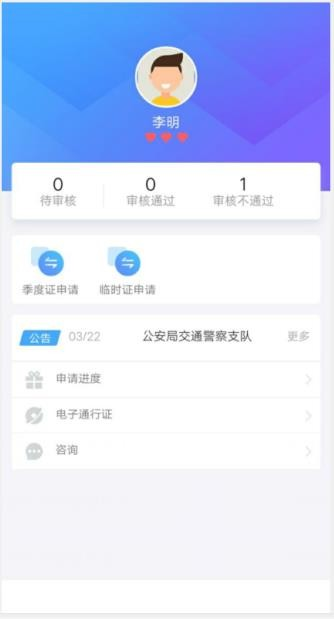 李明
0 0 1
待审核 审核通过 审核不通过
季度证申请 临时证申请
公告 03/22 公安局交通警察支队 更多
申请进度
电子通行证
咨询